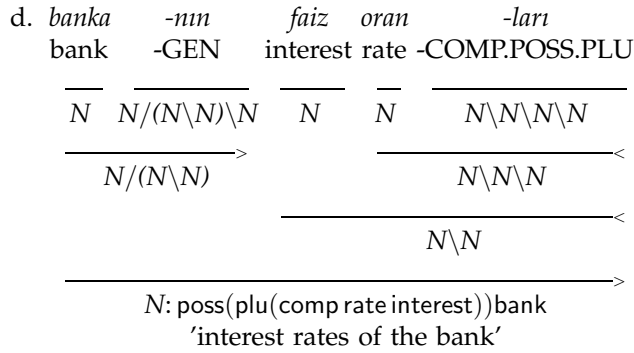 d. banka -nın faiz oran -ları
bank -GEN interest rate -COMP.POSS.PLU
N N/(N\N)\N N N N\N\N\N
> <
N/(N\N) N\N\N
<
N\N
>
N: poss(plu(comp rate interest))bank
'interest rates of the bank'